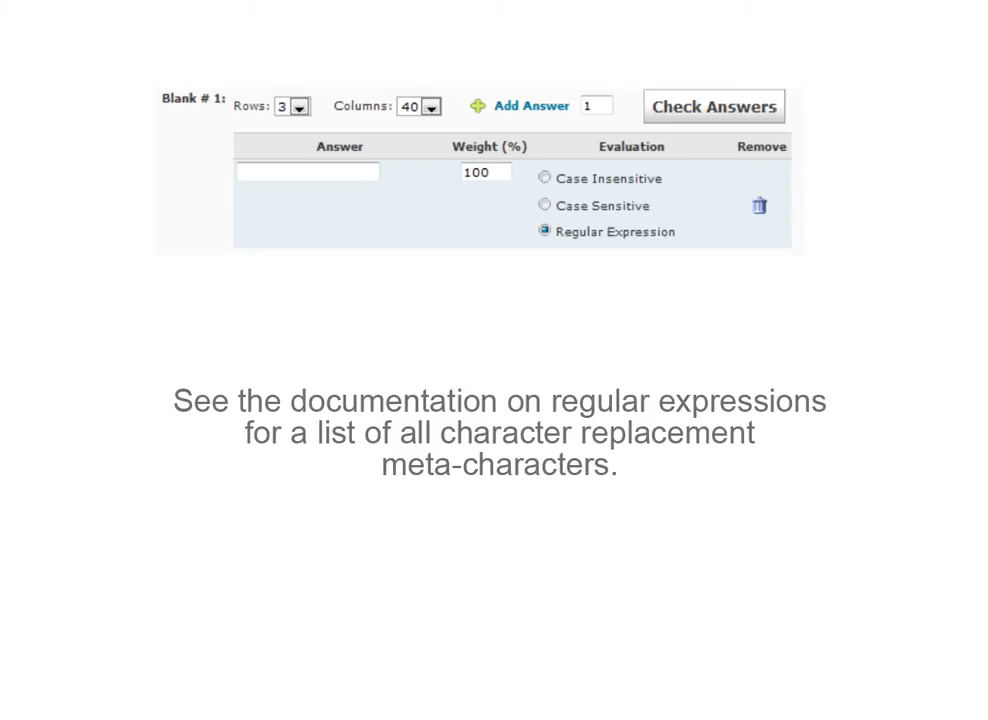 Blank # 1: Rows: 3 Columns: 40 Add Answer 1 Check Answers
Answer Weight (%) Evaluation Remove
100 Case Insensitive
Case Sensitive
Regular Expression
See the documentation on regular expressions
for a list of all character replacement
meta-characters.